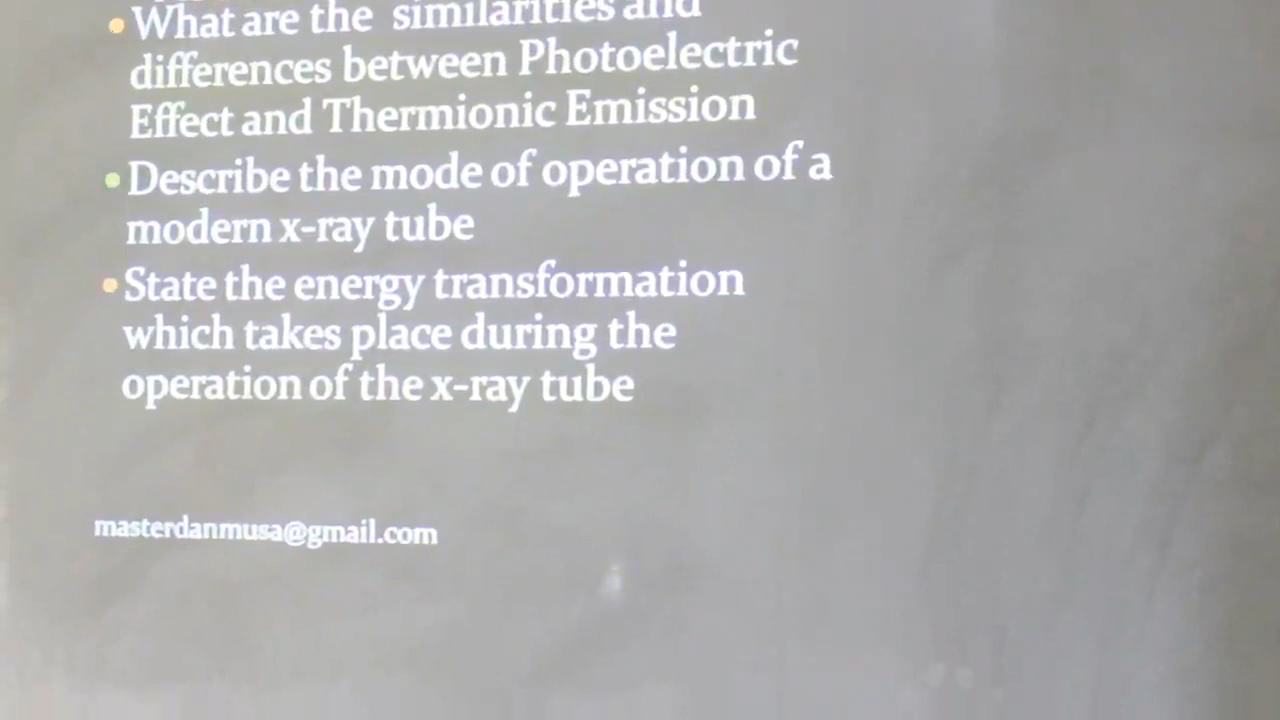 • What are the similarities and
differences between Photoelectric
Effect and Thermionic Emission
• Describe the mode of operation of a
modern x-ray tube
• State the energy transformation
which takes place during the
operation of the x-ray tube
masterdanmusa@gmail.com